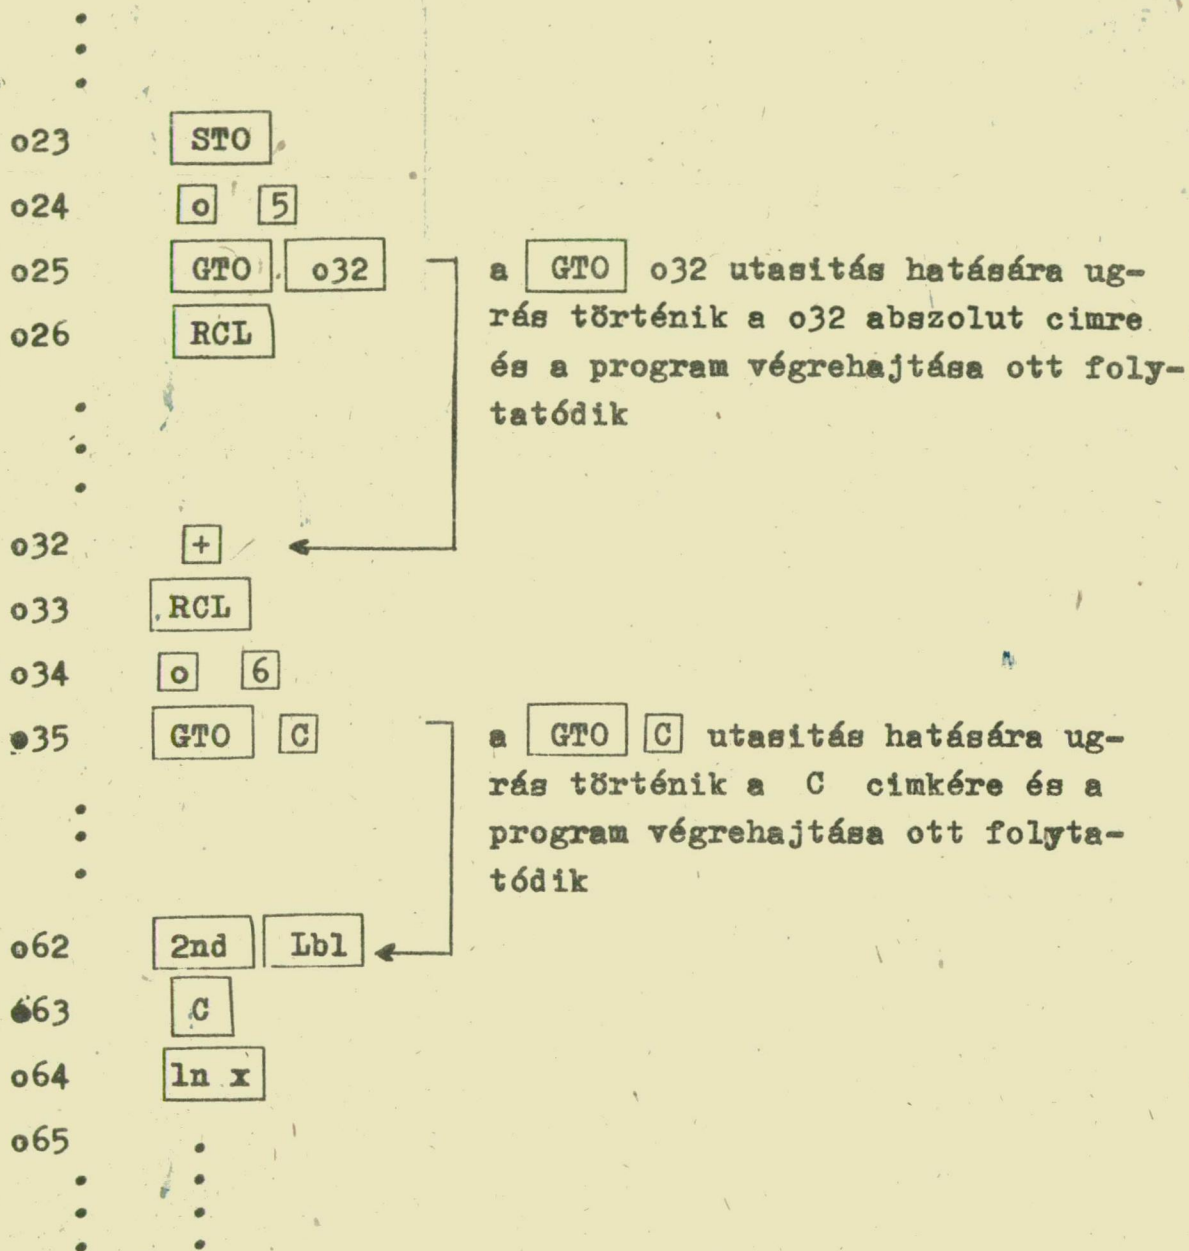 o23 STO
o24 o 5
o25 GTO o32
o26 RCL
a GTO o32 utasitás hatására ug-
rás történik a o32 abszolut cimre
és a program végrehajtása ott foly-
tatódik
o32 +
o33 RCL
o34 o 6
o35 GTO C
a GTO C utasitás hatására ug-
rás történik a C cimkére és a
program végrehajtása ott folyta-
tódik
o62 2nd Lbl
o63 C
o64 ln x
o65